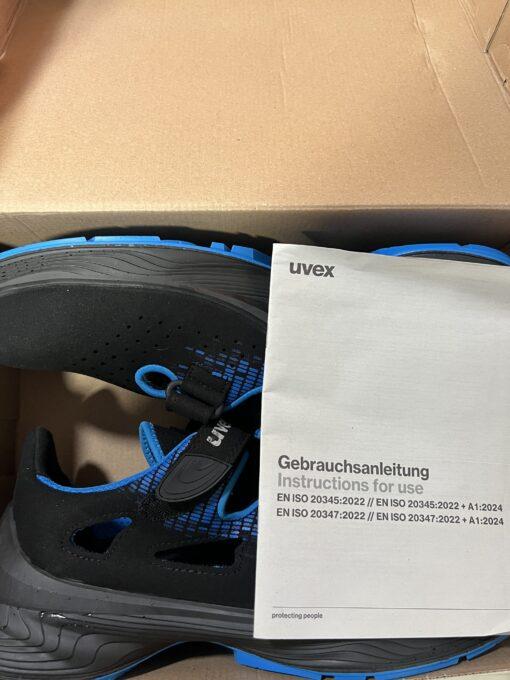 uvex
uvex
Gebrauchsanleitung
Instructions for use
EN ISO 20345:2022 // EN ISO 20345:2022 + A1:2024
EN ISO 20347:2022 // EN ISO 20347:2022 + A1:2024
protecting people